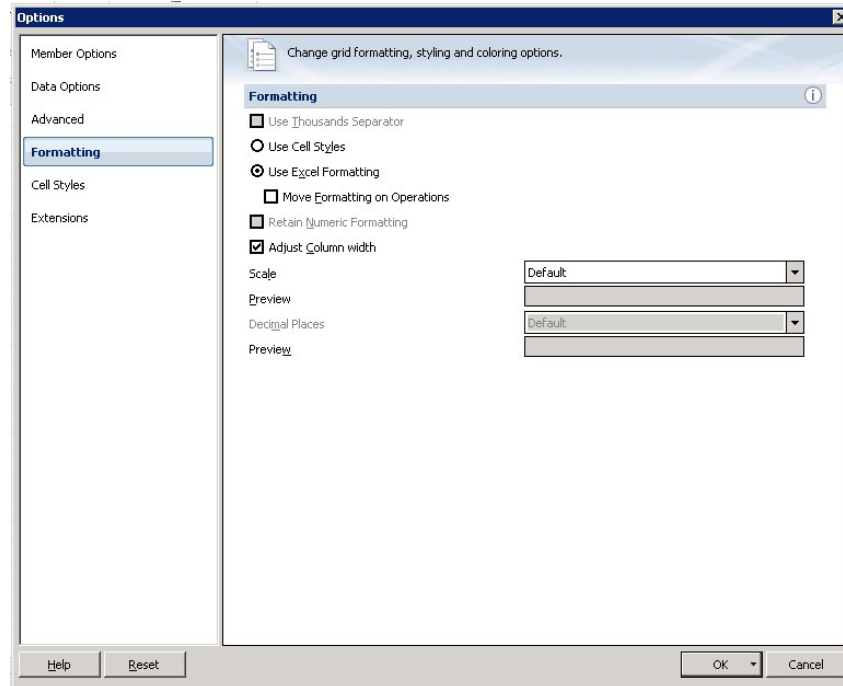 Options
Member Options
Data Options
Advanced
Formatting
Cell Styles
Extensions
Change grid formatting, styling and coloring options.
Formatting
Use Thousands Separator
Use Cell Styles
Use Excel Formatting
Move Formatting on Operations
Retain Numeric Formatting
Adjust Column width
Scale Default
Preview
Decimal Places Default
Preview
Help Reset OK Cancel